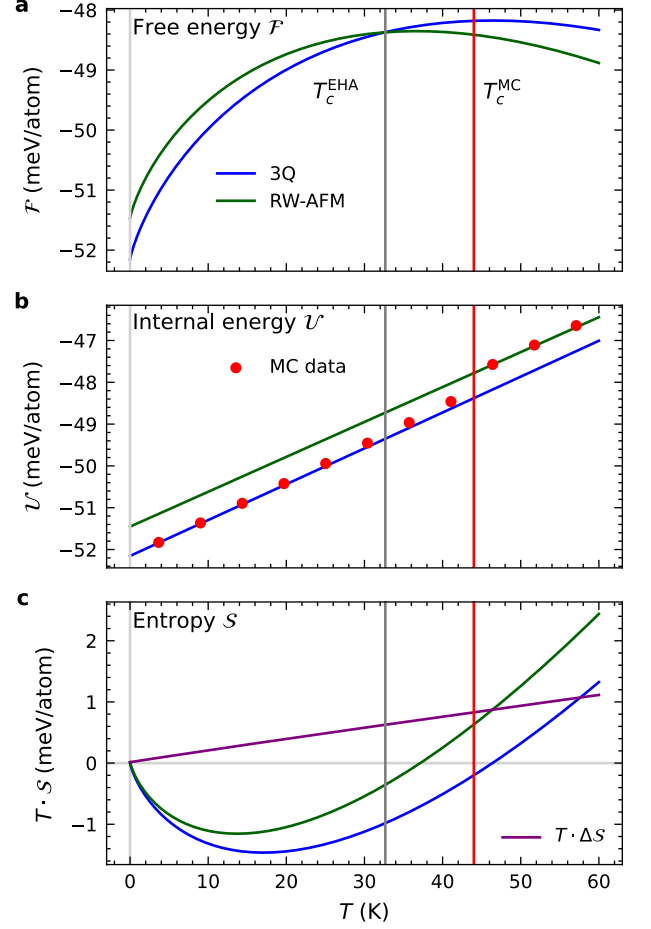 a
Free energy ℱ
−48
−49
−50
−51
−52
ℱ (meV/atom)
T_c^EHA
T_c^MC
3Q
RW-AFM
b
Internal energy 𝒰
−47
−48
−49
−50
−51
−52
𝒰 (meV/atom)
MC data
c
Entropy 𝒮
2
1
0
−1
T · 𝒮 (meV/atom)
T · Δ𝒮
0 10 20 30 40 50 60
T (K)